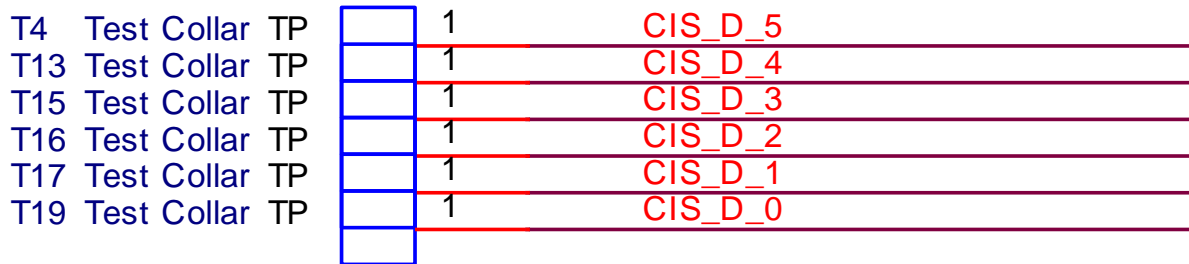 T4 Test Collar TP 1 CIS_D_5
T13 Test Collar TP 1 CIS_D_4
T15 Test Collar TP 1 CIS_D_3
T16 Test Collar TP 1 CIS_D_2
T17 Test Collar TP 1 CIS_D_1
T19 Test Collar TP 1 CIS_D_0